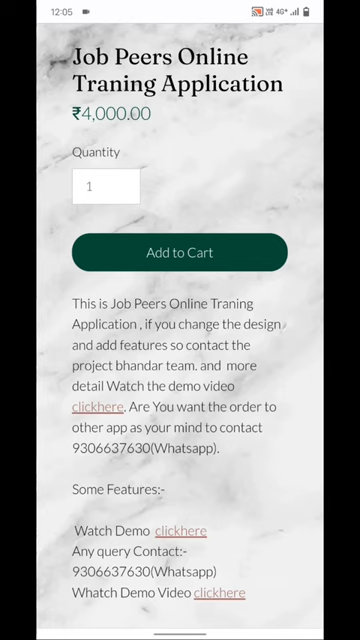 12:05
4G+
Job Peers Online
Traning Application
₹4,000.00
Quantity
1
Add to Cart
This is Job Peers Online Traning
Application , if you change the design
and add features so contact the
project bhandar team. and more
detail Watch the demo video
clickhere. Are You want the order to
other app as your mind to contact
9306637630(Whatsapp).
Some Features:-
Watch Demo clickhere
Any query Contact:-
9306637630(Whatsapp)
Whatch Demo Video clickhere